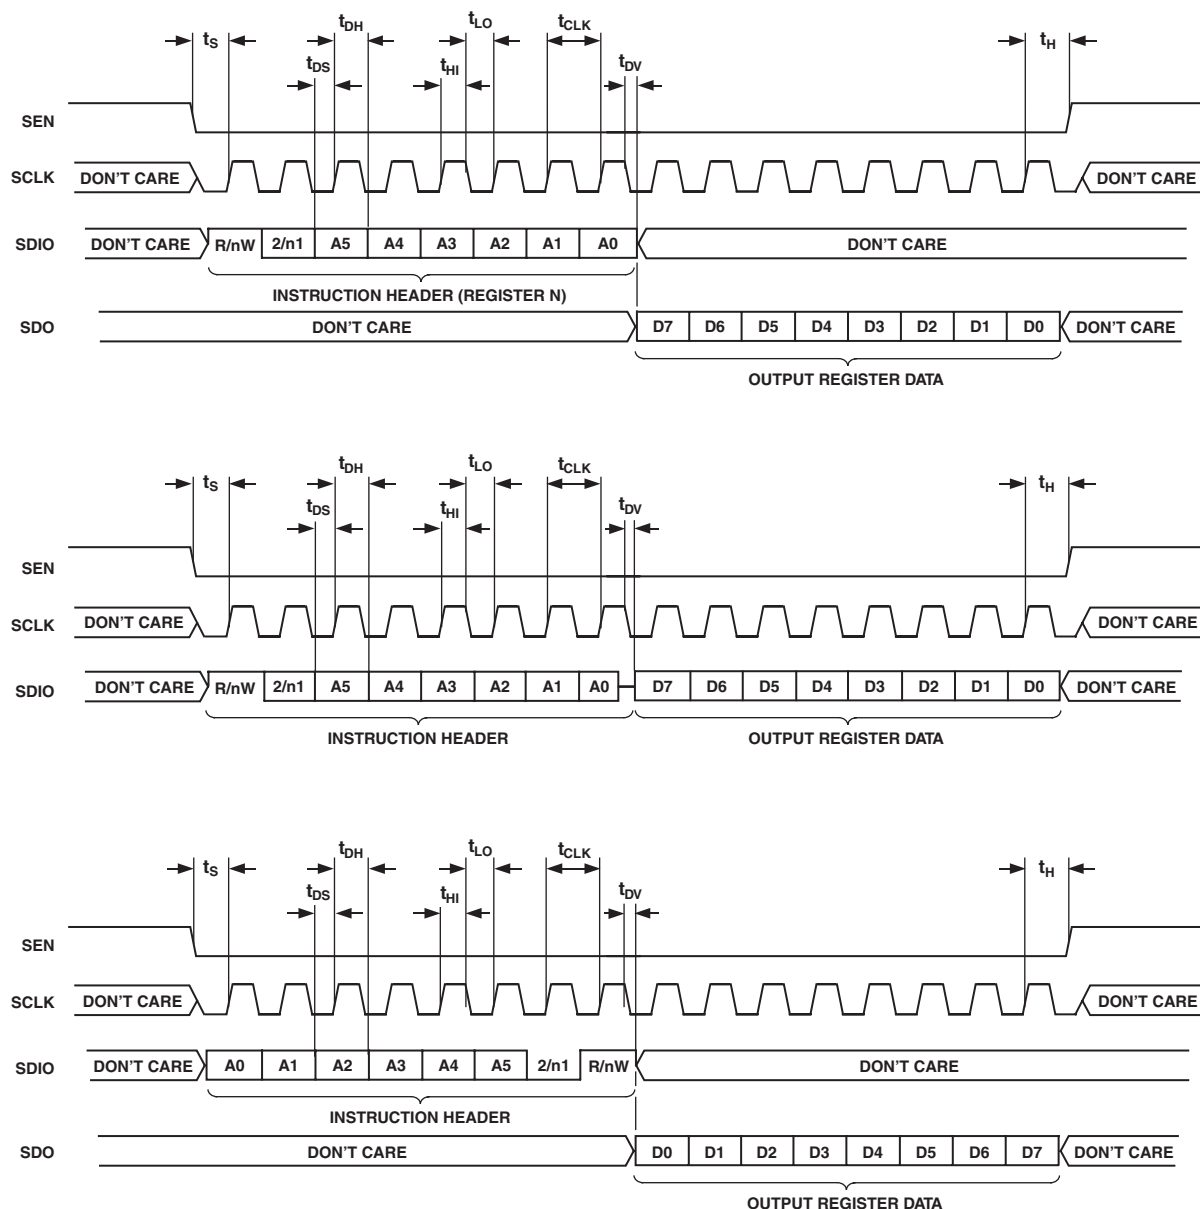 tS tDH tLO tCLK tH
tDS tHI tDV
SEN
SCLK DON'T CARE DON'T CARE
SDIO DON'T CARE R/nW 2/n1 A5 A4 A3 A2 A1 A0 DON'T CARE
INSTRUCTION HEADER (REGISTER N)
SDO DON'T CARE D7 D6 D5 D4 D3 D2 D1 D0 DON'T CARE
OUTPUT REGISTER DATA
tS tDH tLO tCLK tH
tDS tHI tDV
SEN
SCLK DON'T CARE DON'T CARE
SDIO DON'T CARE R/nW 2/n1 A5 A4 A3 A2 A1 A0 D7 D6 D5 D4 D3 D2 D1 D0 DON'T CARE
INSTRUCTION HEADER OUTPUT REGISTER DATA
tS tDH tLO tCLK tH
tDS tHI tDV
SEN
SCLK DON'T CARE DON'T CARE
SDIO DON'T CARE A0 A1 A2 A3 A4 A5 2/n1 R/nW DON'T CARE
INSTRUCTION HEADER
SDO DON'T CARE D0 D1 D2 D3 D4 D5 D6 D7 DON'T CARE
OUTPUT REGISTER DATA